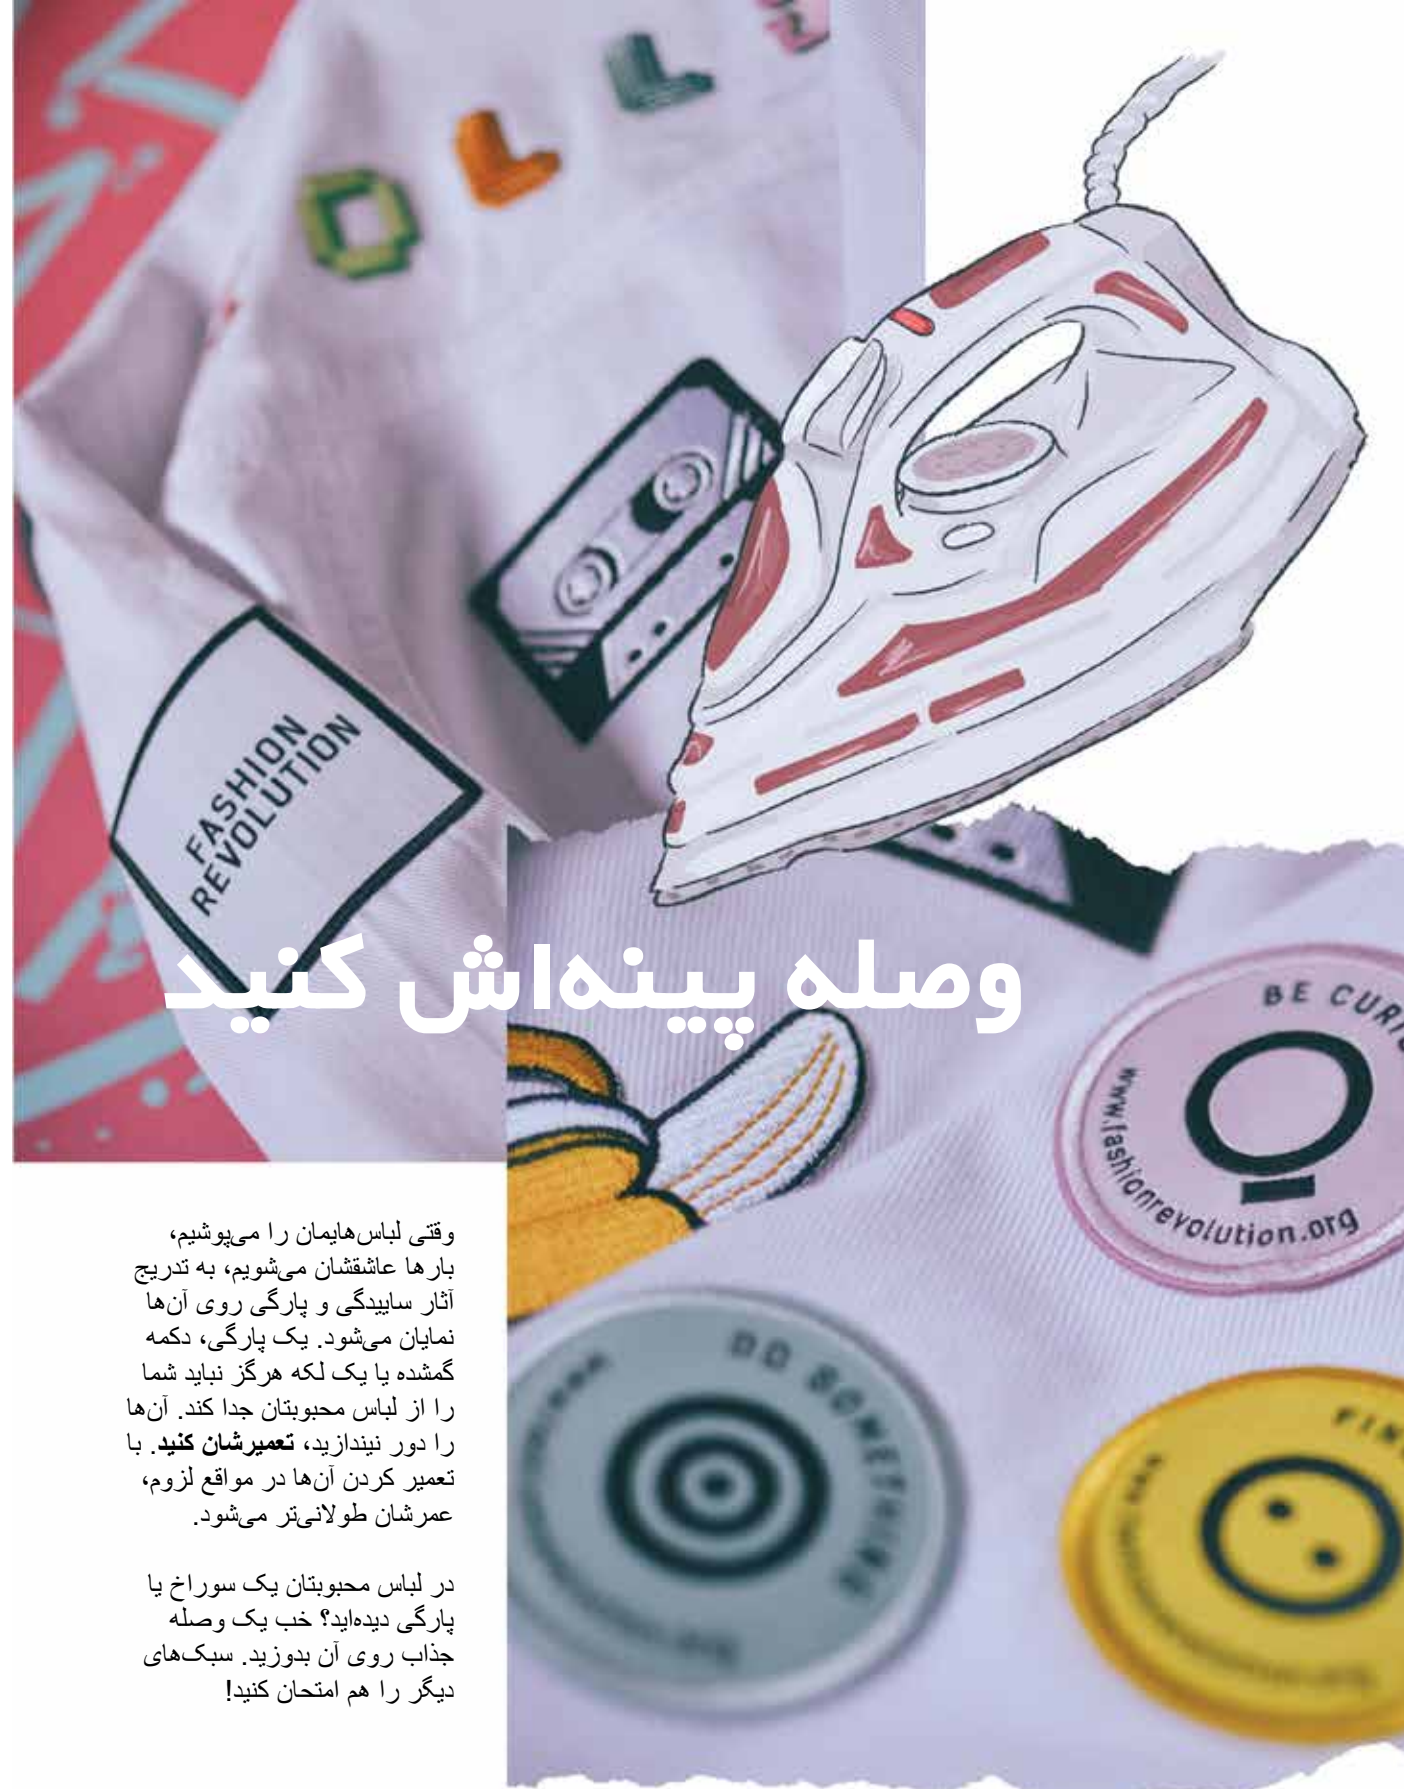 FASHION
REVOLUTION
وصله پینه‌اش کنید
BE
www.fashionrevolution.org
DO SOMETHING
وقتی لباس‌هایمان را می‌پوشیم،
بارها عاشقشان می‌شویم، به تدریج
آثار ساییدگی و پارگی روی آن‌ها
نمایان می‌شود. یک پارگی، دکمه
گمشده یا یک لکه هرگز نباید شما
را از لباس محبوبتان جدا کند. آن‌ها
را دور نیندازید، تعمیرشان کنید. با
تعمیر کردن آن‌ها در مواقع لزوم،
عمرشان طولانی‌تر می‌شود.
در لباس محبوبتان یک سوراخ یا
پارگی دیده‌اید؟ خب یک وصله
جذاب روی آن بدوزید. سبک‌های
دیگر را هم امتحان کنید!